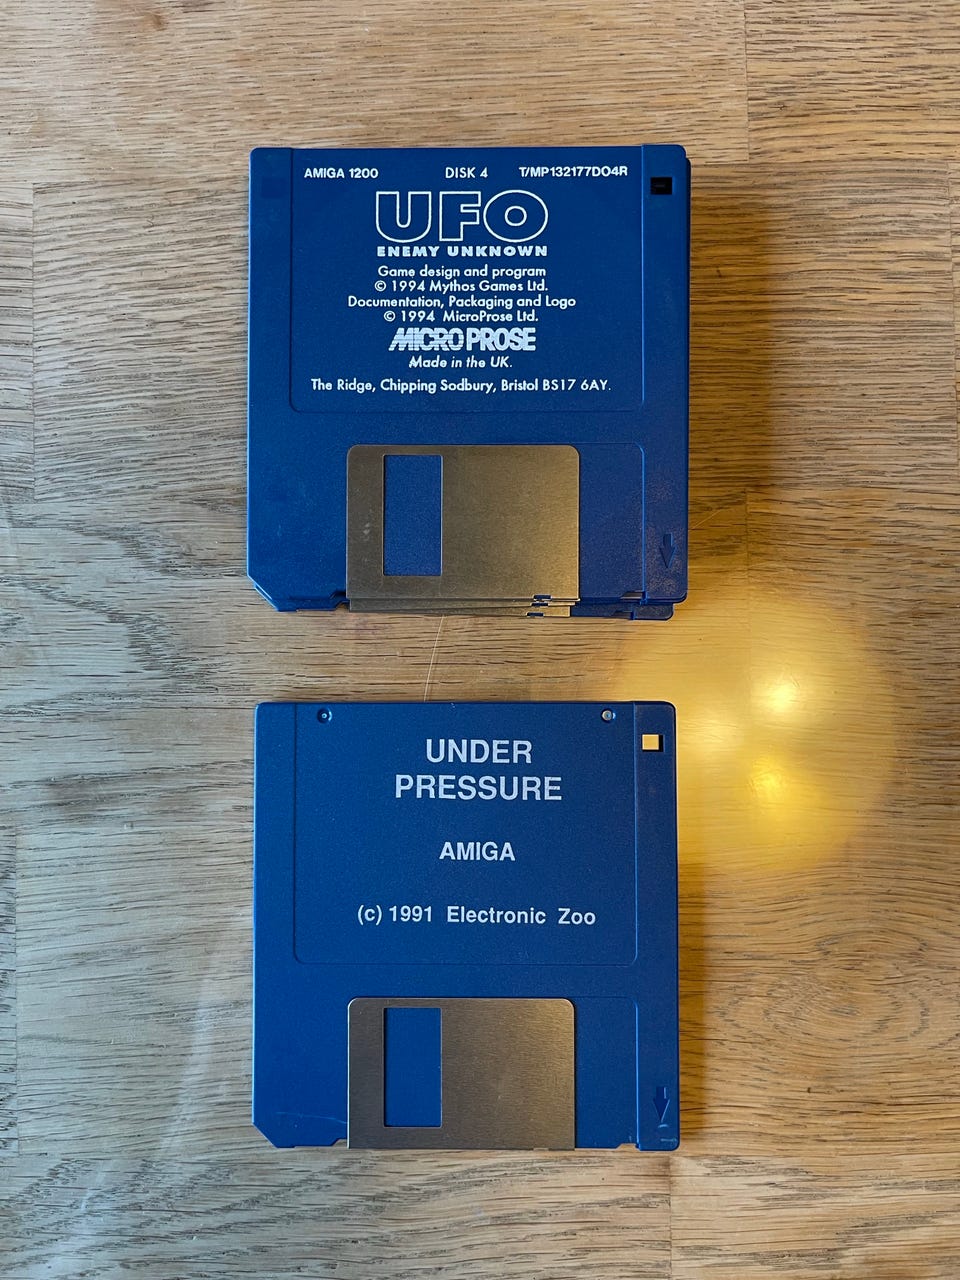 AMIGA 1200 DISK 4 T/MP132177DO4R
UFO
ENEMY UNKNOWN
Game design and program
© 1994 Mythos Games Ltd.
Documentation, Packaging and Logo
© 1994 MicroProse Ltd.
MICROPROSE
Made in the UK.
The Ridge, Chipping Sodbury, Bristol BS17 6AY.
UNDER
PRESSURE
AMIGA
(c) 1991 Electronic Zoo